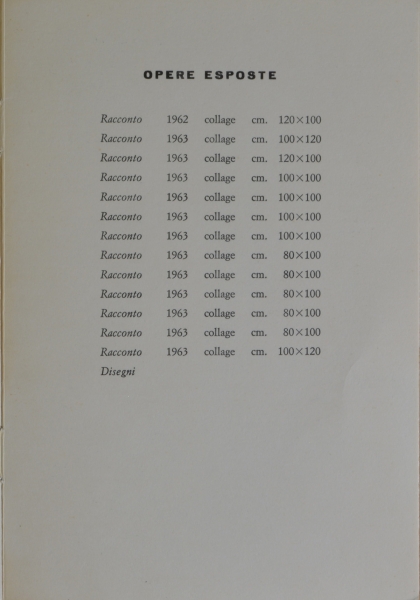 OPERE ESPOSTE
Racconto 1962 collage cm. 120×100
Racconto 1963 collage cm. 100×120
Racconto 1963 collage cm. 120×100
Racconto 1963 collage cm. 100×100
Racconto 1963 collage cm. 100×100
Racconto 1963 collage cm. 100×100
Racconto 1963 collage cm. 100×100
Racconto 1963 collage cm. 80×100
Racconto 1963 collage cm. 80×100
Racconto 1963 collage cm. 80×100
Racconto 1963 collage cm. 80×100
Racconto 1963 collage cm. 80×100
Racconto 1963 collage cm. 100×120
Disegni